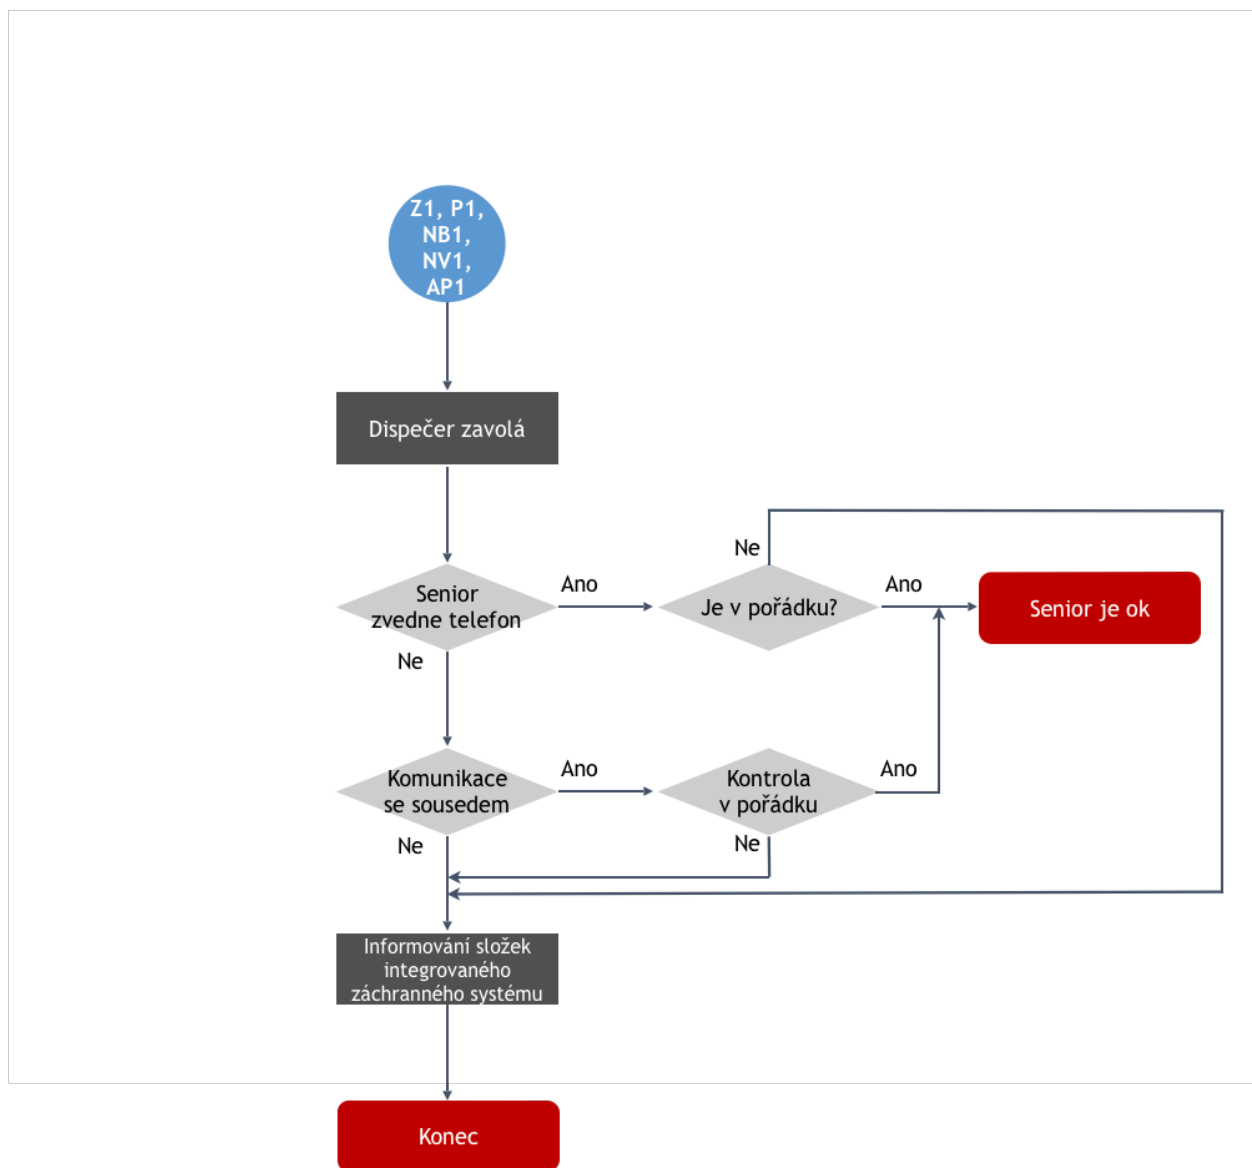 Z1, P1,
NB1,
NV1,
AP1
Dispečer zavolá
Ne
Senior
zvedne telefon
Ano
Je v pořádku?
Ano
Senior je ok
Ne
Komunikace
se sousedem
Ano
Kontrola
v pořádku
Ano
Ne
Ne
Informování složek
integrovaného
záchranného systému
Konec